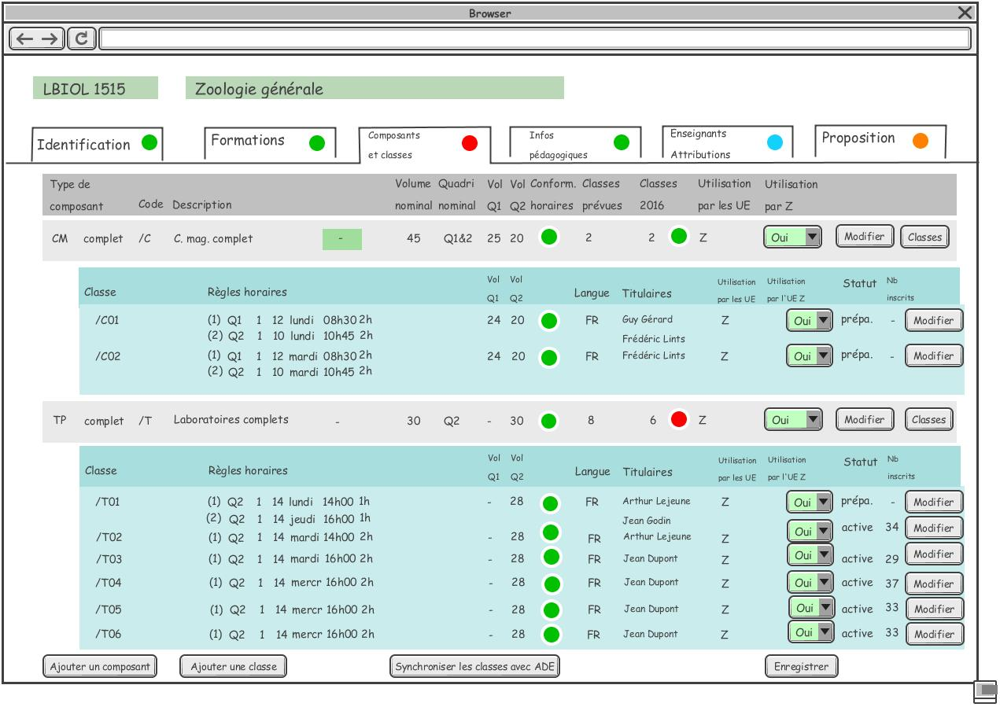 Browser
LBIOL 1515 Zoologie générale
Identification Formations Composants et classes Infos pédagogiques Enseignants Attributions Proposition
Type de composant Code Description Volume nominal Quadri nominal Vol Q1 Vol Q2 Conform. horaires Classes prévues Classes 2016 Utilisation par les UE Utilisation par Z
CM complet /C C. mag. complet - 45 Q1&2 25 20 2 2 Z Oui Modifier Classes
Classe Règles horaires Vol Q1 Vol Q2 Langue Titulaires Utilisation par les UE Utilisation par l'UE Z Statut Nb inscrits
/C01 (1) Q1 1 12 lundi 08h30 2h 24 20 FR Guy Gérard Z Oui prépa. - Modifier
(2) Q2 1 10 lundi 10h45 2h Frédéric Lints
/C02 (1) Q1 1 12 mardi 08h30 2h 24 20 FR Frédéric Lints Z Oui prépa. - Modifier
(2) Q2 1 10 mardi 10h45 2h
TP complet /T Laboratoires complets - 30 Q2 - 30 8 6 Z Oui Modifier Classes
Classe Règles horaires Vol Q1 Vol Q2 Langue Titulaires Utilisation par les UE Utilisation par l'UE Z Statut Nb inscrits
/T01 (1) Q2 1 14 lundi 14h00 1h - 28 FR Arthur Lejeune Z Oui prépa. - Modifier
(2) Q2 1 14 jeudi 16h00 1h Jean Godin
/T02 (1) Q2 1 14 mardi 14h00 2h - 28 FR Arthur Lejeune Z Oui active 34 Modifier
/T03 (1) Q2 1 14 mardi 16h00 2h - 28 FR Jean Dupont Z Oui active 29 Modifier
/T04 (1) Q2 1 14 mercr 16h00 2h - 28 FR Jean Dupont Z Oui active 37 Modifier
/T05 (1) Q2 1 14 mercr 16h00 2h - 28 FR Jean Dupont Z Oui active 33 Modifier
/T06 (1) Q2 1 14 mercr 16h00 2h - 28 FR Jean Dupont Z Oui active 33 Modifier
Ajouter un composant Ajouter une classe Synchroniser les classes avec ADE Enregistrer